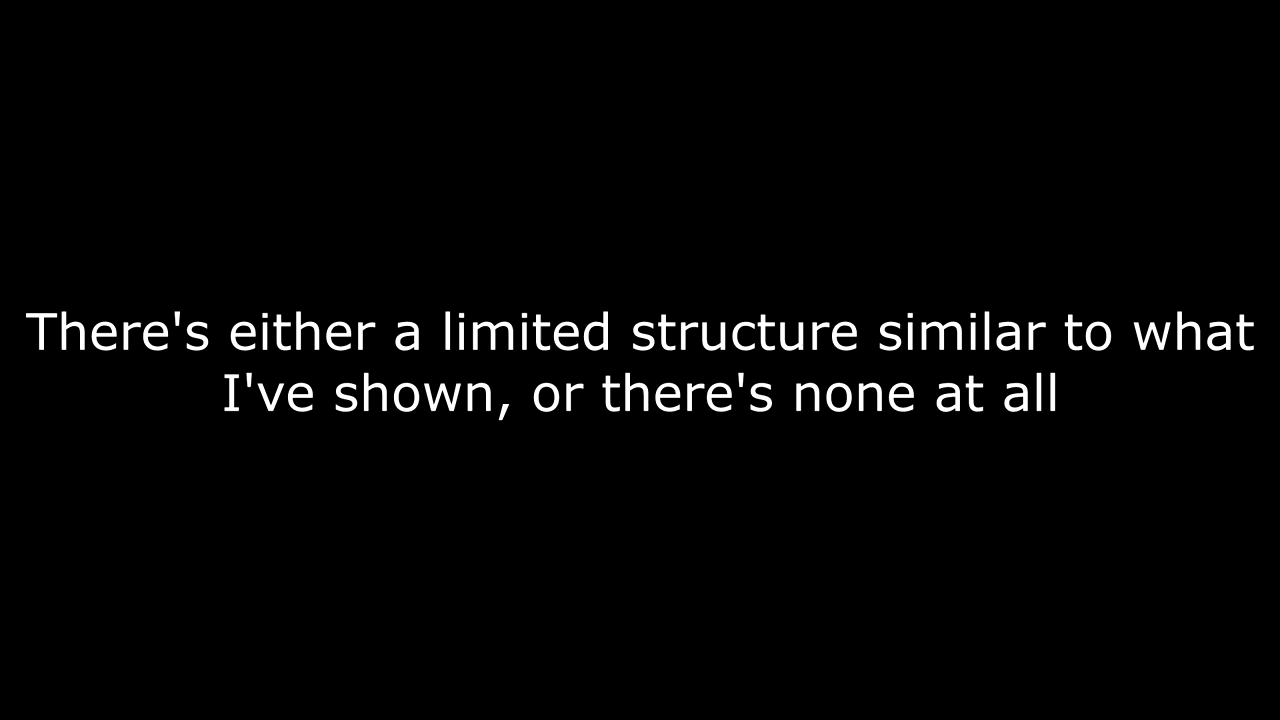 There's either a limited structure similar to what
I've shown, or there's none at all